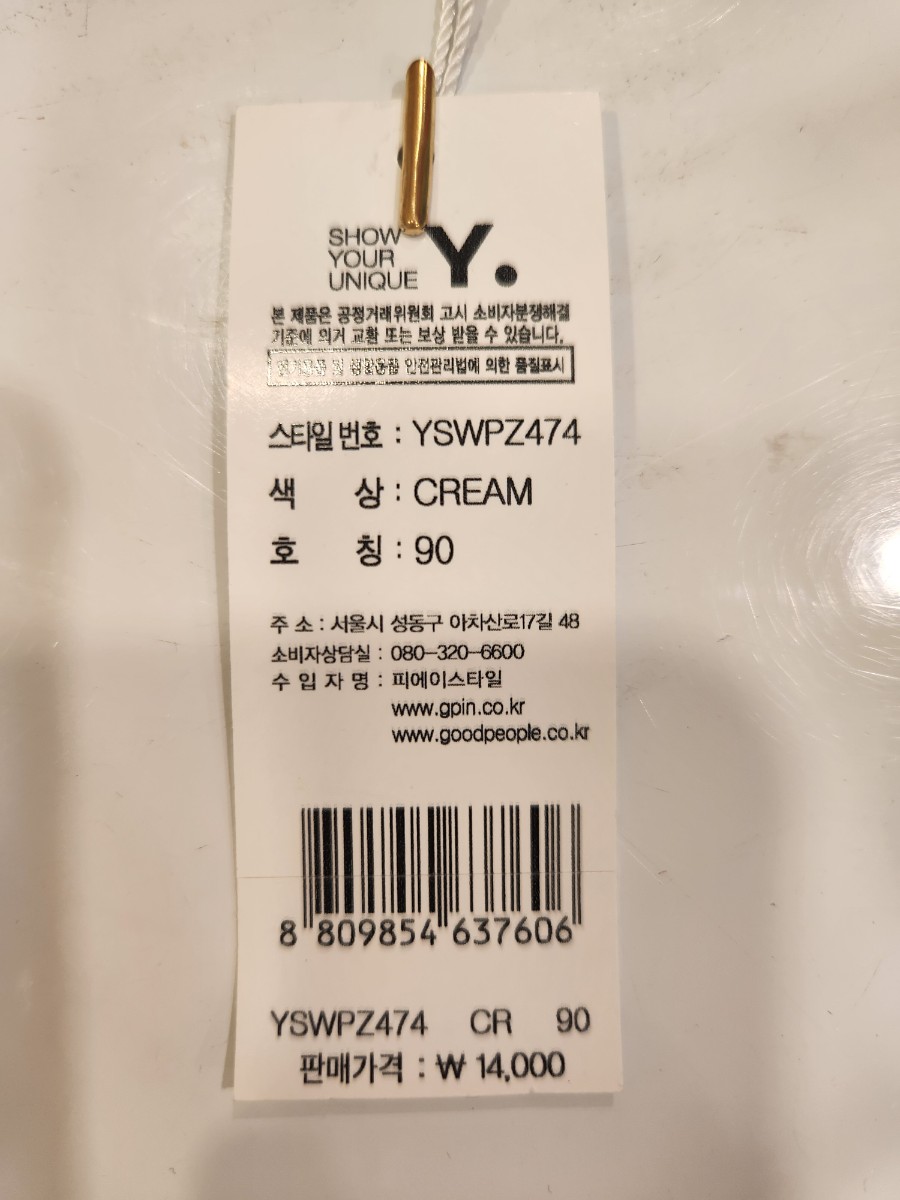 SHOW
YOUR
UNIQUE
Y.
본 제품은 공정거래위원회 고시 소비자분쟁해결
기준에 의거 교환 또는 보상 받을 수 있습니다.
및 안전관리법에 의한 품질표시
스타일 번호 : YSWPZ474
색 상 : CREAM
호 칭 : 90
주 소 : 서울시 성동구 아차산로17길 48
소비자상담실 : 080-320-6600
수 입 자 명 : 피에이스타일
www.gpin.co.kr
www.goodpeople.co.kr
8 809854 637606
YSWPZ474 CR 90
판매가격 : ₩ 14,000